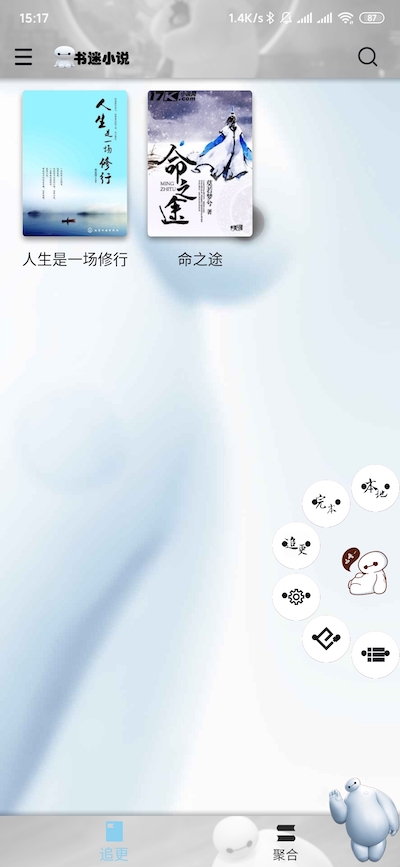 15:17
1.4K/s
87
书迷小说
人生
是一场
修行
17K
.com
命之途
MING
ZHITU
人生是一场修行
命之途
本地
完本
追更
追更
聚合